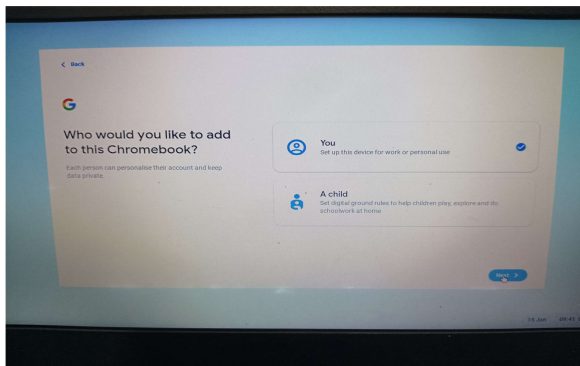 Back
Who would you like to add
to this Chromebook?
Each person can personalise their account and keep
data private.
You
Set up this device for work or personal use
A child
Set digital ground rules to help children play, explore and do
schoolwork at home
Next